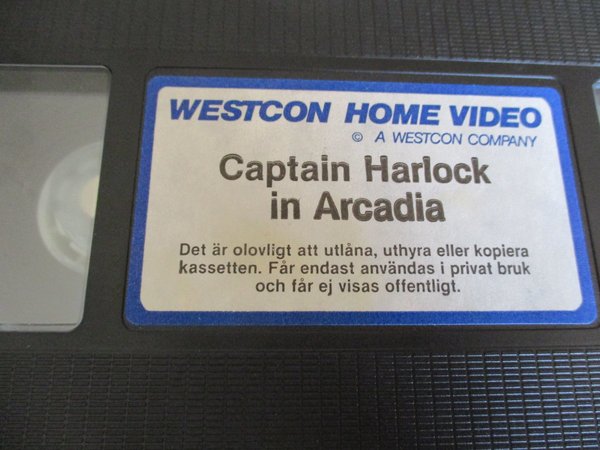 WESTCON HOME VIDEO
© A WESTCON COMPANY
Captain Harlock
in Arcadia
Det är olovligt att utlåna, uthyra eller kopiera
kassetten. Får endast användas i privat bruk
och får ej visas offentligt.